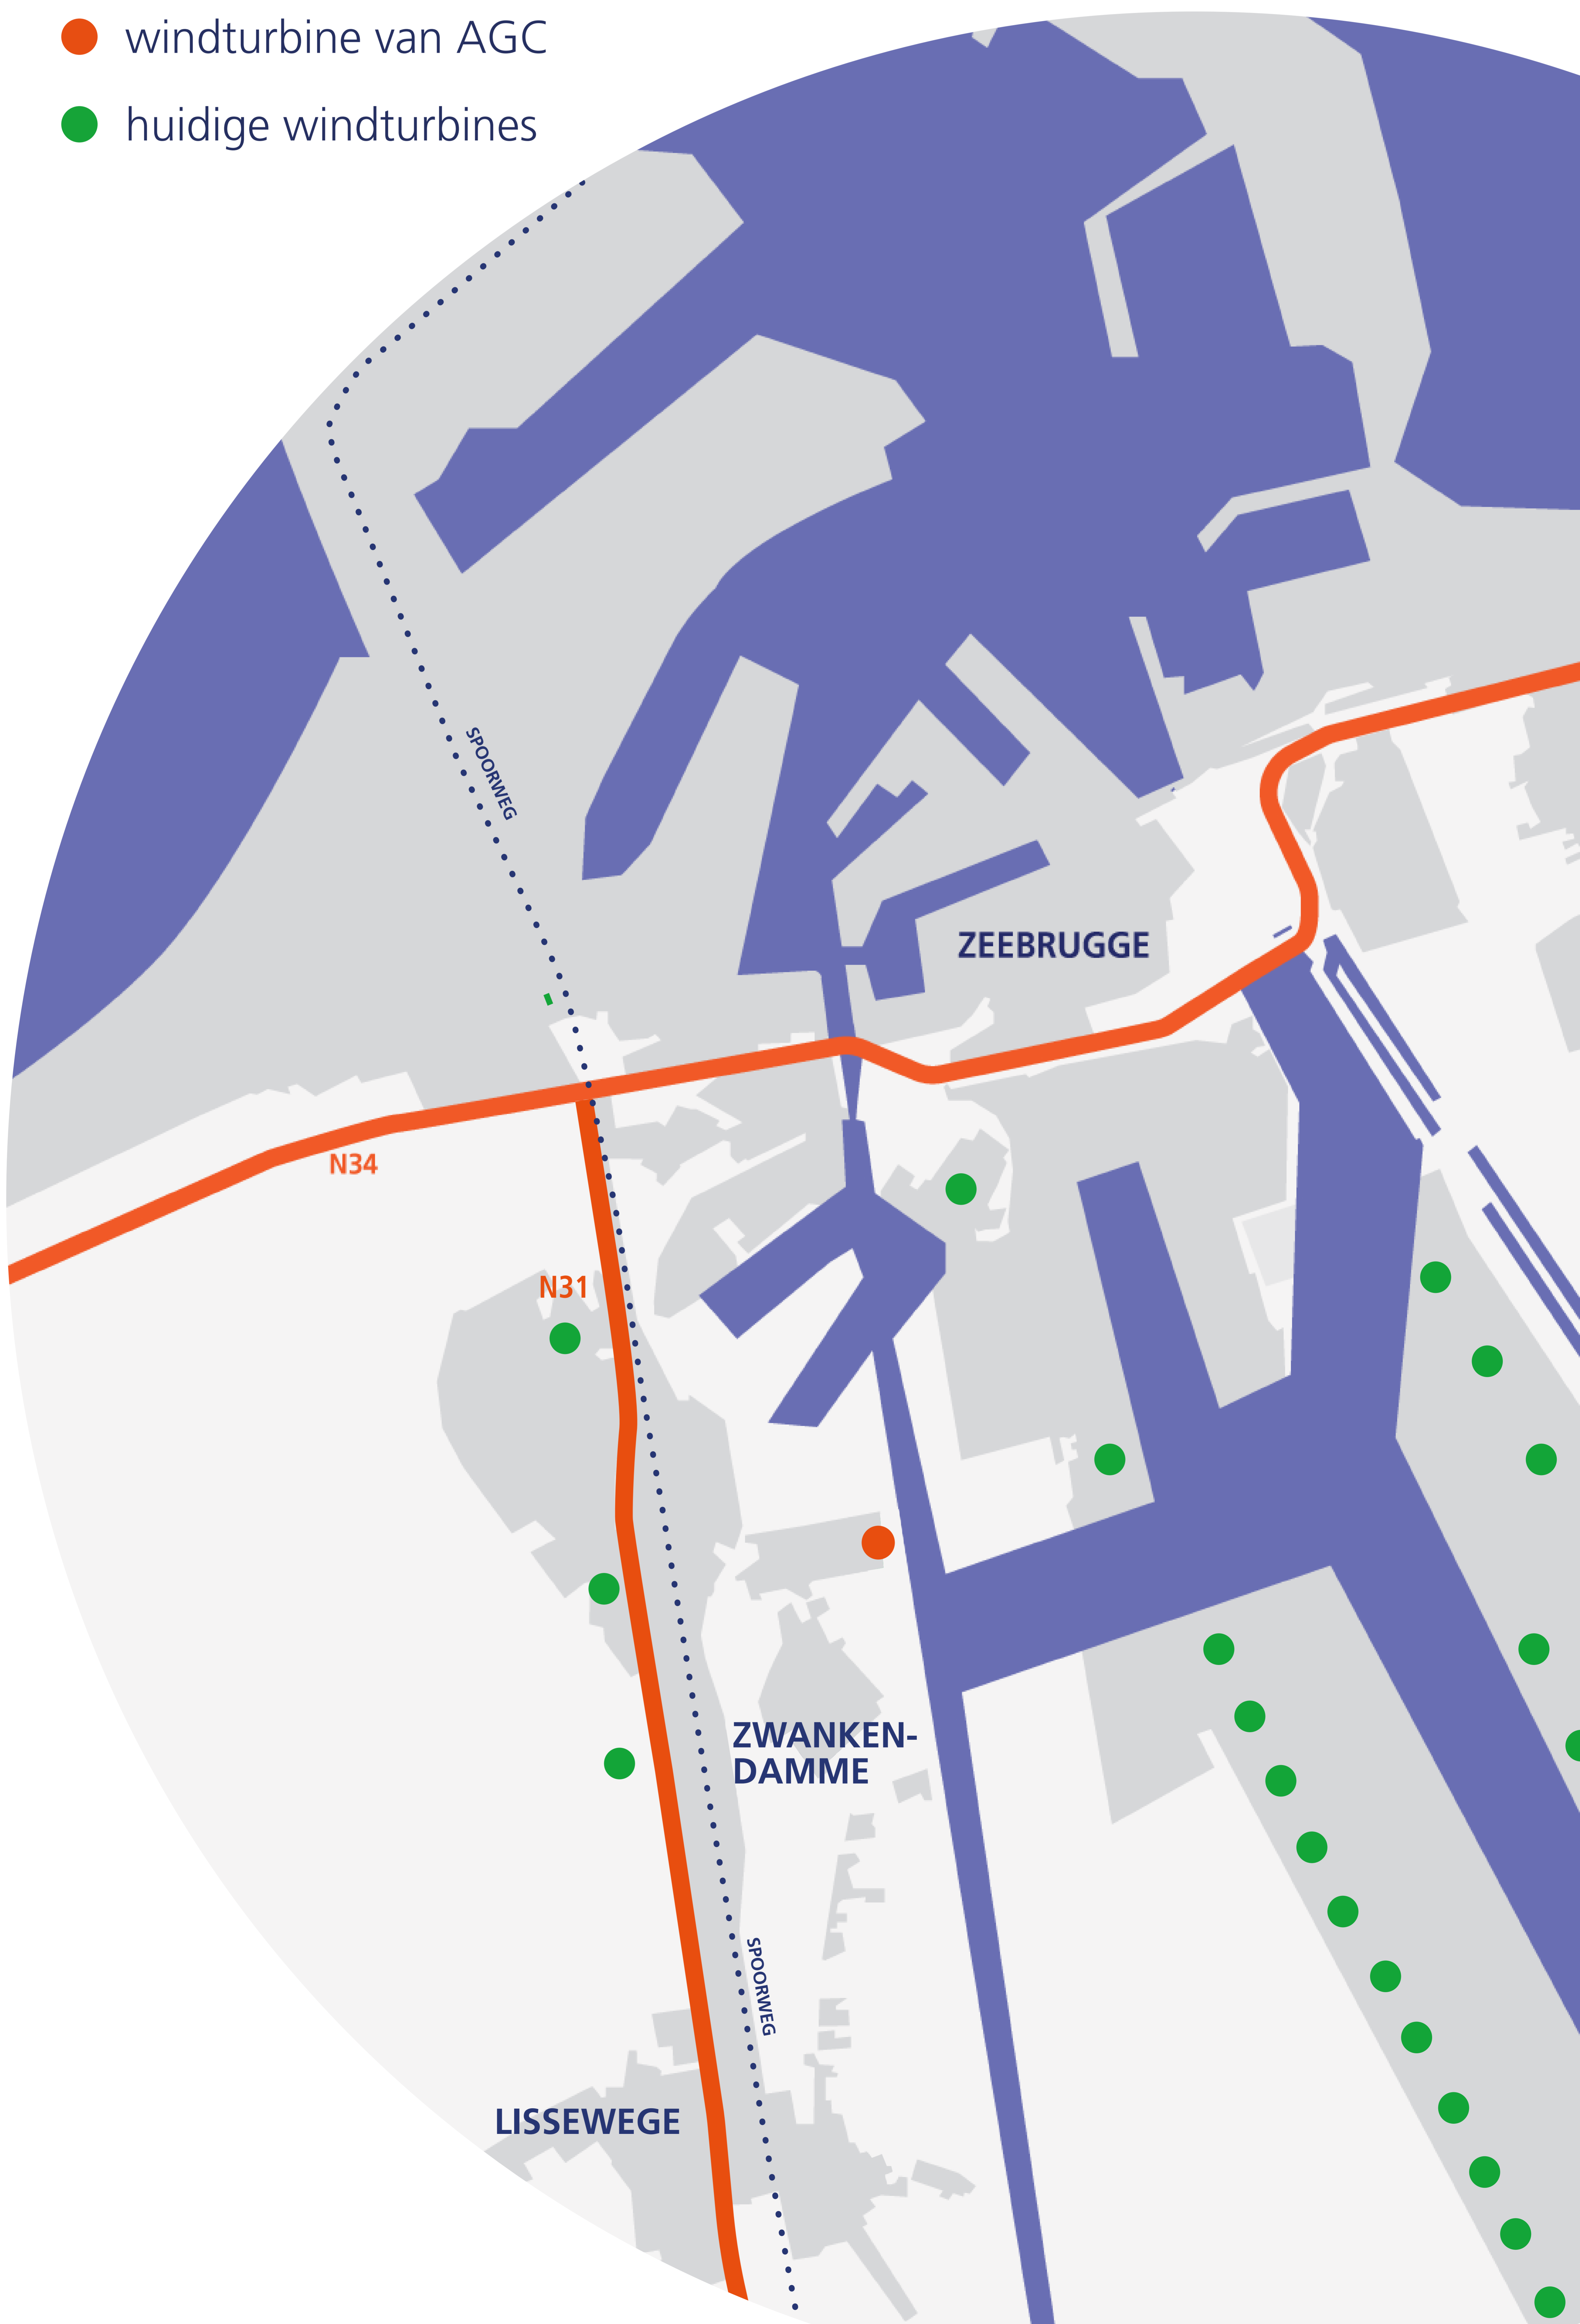 windturbine van AGC
huidige windturbines
SPOORWEG
ZEEBRUGGE
N34
N31
ZWANKEN-
DAMME
SPOORWEG
LISSEWEGE